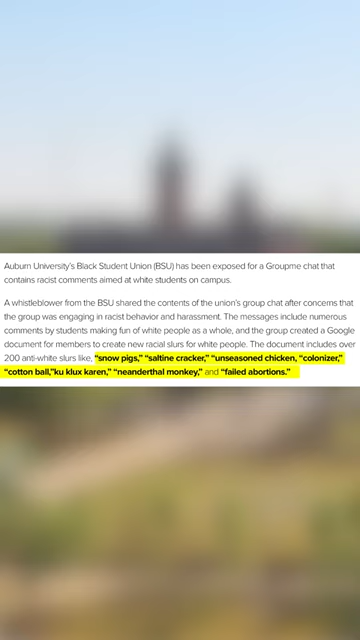 Auburn University's Black Student Union (BSU) has been exposed for a Groupme chat that
contains racist comments aimed at white students on campus.
A whistleblower from the BSU shared the contents of the union's group chat after concerns that
the group was engaging in racist behavior and harassment. The messages include numerous
comments by students making fun of white people as a whole, and the group created a Google
document for members to create new racial slurs for white people. The document includes over
200 anti-white slurs like, "snow pigs," "saltine cracker," "unseasoned chicken, "colonizer,"
"cotton ball,"ku klux karen," "neanderthal monkey," and "failed abortions."